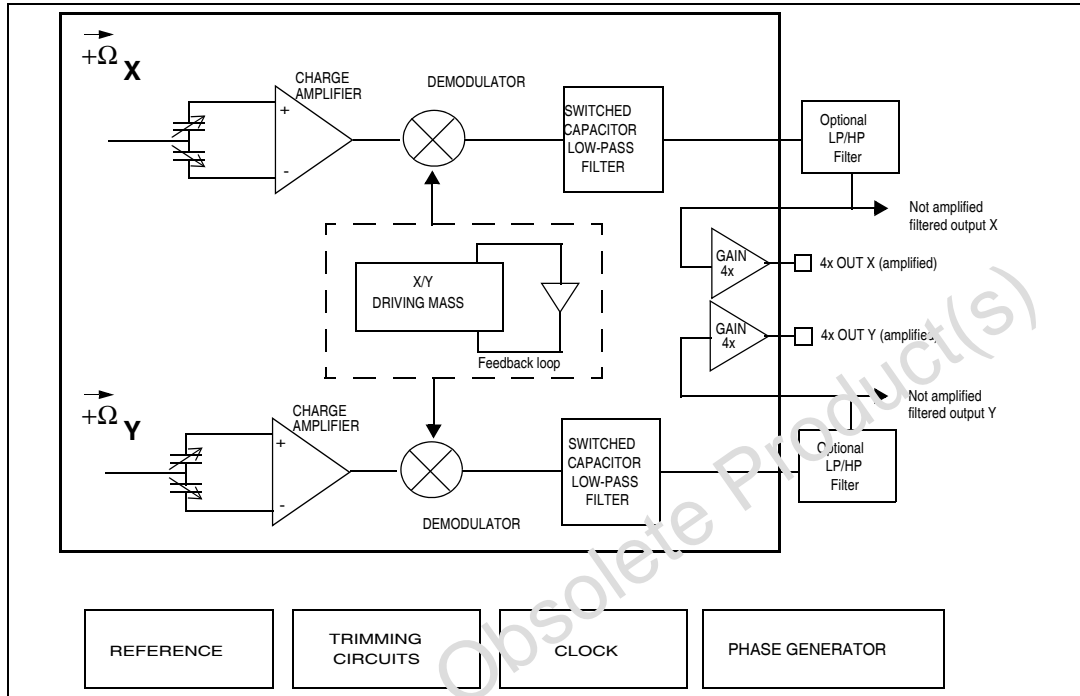 +Ω X
CHARGE
AMPLIFIER
DEMODULATOR
+
-
SWITCHED
CAPACITOR
LOW-PASS
FILTER
Optional
LP/HP
Filter
Not amplified
filtered output X
GAIN
4x
4x OUT X (amplified)
X/Y
DRIVING MASS
Feedback loop
GAIN
4x
4x OUT Y (amplified)
Not amplified
filtered output Y
+Ω Y
CHARGE
AMPLIFIER
+
-
DEMODULATOR
SWITCHED
CAPACITOR
LOW-PASS
FILTER
Optional
LP/HP
Filter
REFERENCE
TRIMMING
CIRCUITS
CLOCK
PHASE GENERATOR
Obsolete Product(s)